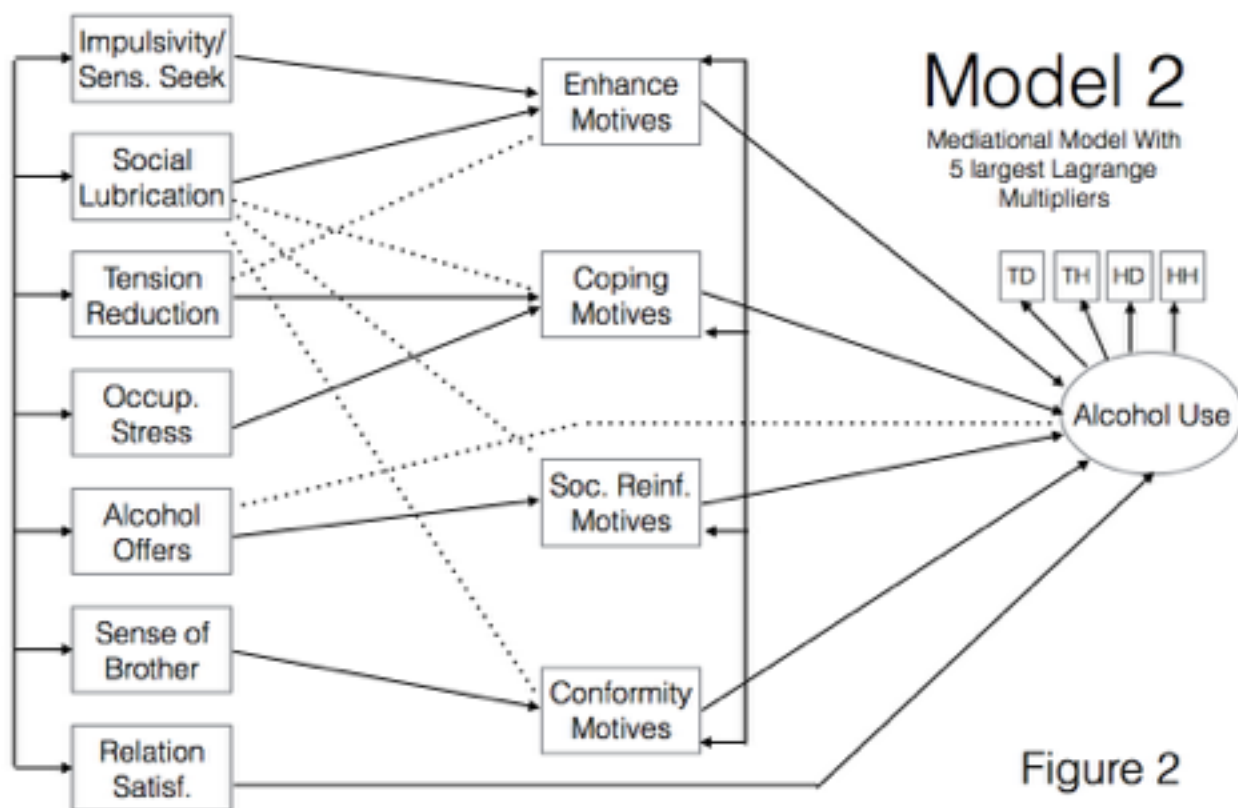 Impulsivity/
Sens. Seek
Social
Lubrication
Tension
Reduction
Occup.
Stress
Alcohol
Offers
Sense of
Brother
Relation
Satisf.
Enhance
Motives
Coping
Motives
Soc. Reinf.
Motives
Conformity
Motives
Model 2
Mediational Model With
5 largest Lagrange
Multipliers
TD TH HD HH
Alcohol Use
Figure 2